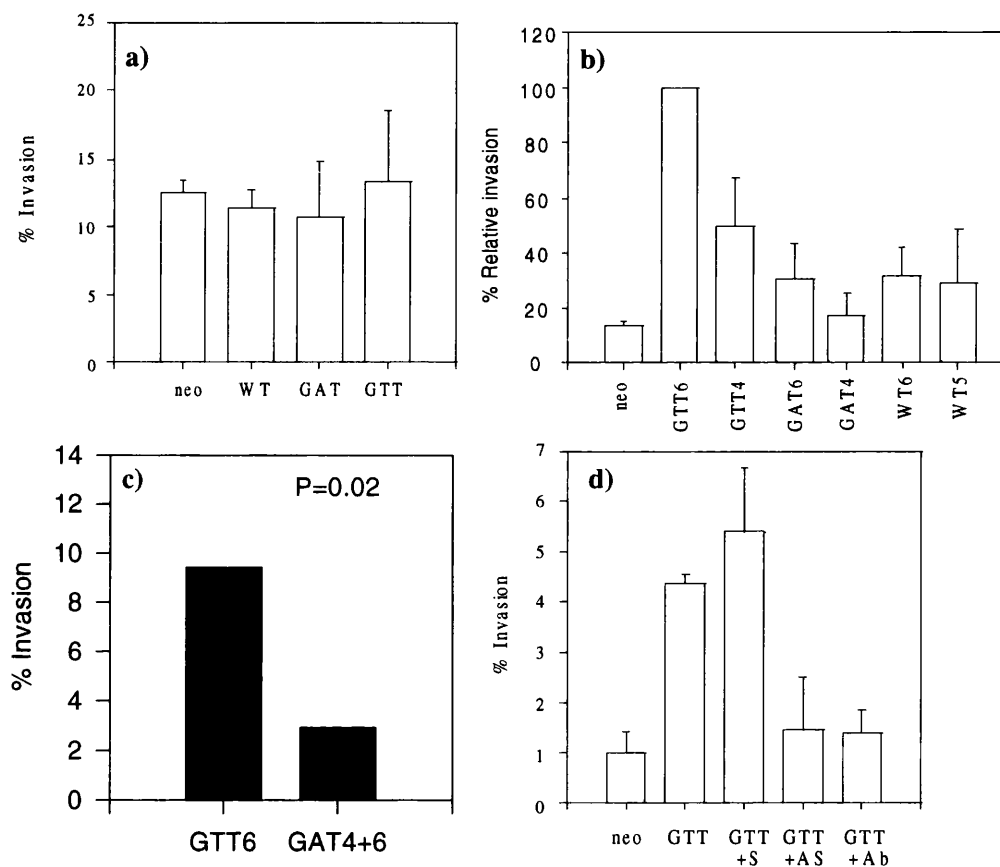 a)
% Invasion
25
20
15
10
5
0
neo WT GAT GTT
b)
% Relative invasion
120
100
80
60
40
20
0
neo GTT6 GTT4 GAT6 GAT4 WT6 WT5
c)
P=0.02
% Invasion
14
12
10
8
6
4
2
0
GTT6 GAT4+6
d)
% Invasion
7
6
5
4
3
2
1
0
neo GTT GTT GTT GTT
+S +AS +Ab